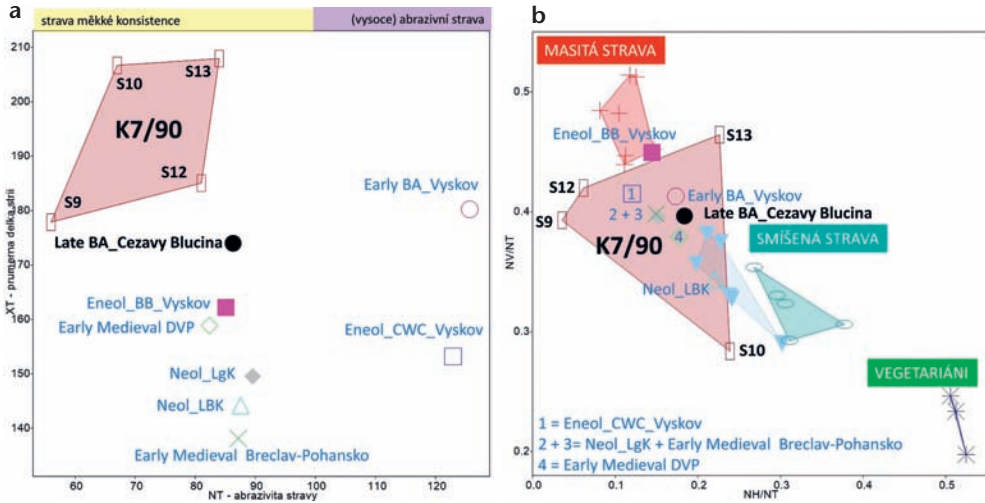 a
strava měkké konsistence
(vysoce) abrazivní strava
210
200
190
180
170
160
150
140
XT - prumerna delka strii
S10
S13
K7/90
S9
S12
Early BA_Vyskov
Late BA_Cezavy Blucina
Eneol_BB_Vyskov
Early Medieval DVP
Eneol_CWC_Vyskov
Neol_LgK
Neol_LBK
Early Medieval Breclav-Pohansko
60
70
80
90
100
110
120
NT - abrazivita stravy
b
MASITÁ STRAVA
0.5
0.4
0.3
0.2
NV/NT
Eneol_BB_Vyskov
S13
S12
1
Early BA_Vyskov
S9
2 + 3
Late BA_Cezavy Blucina
K7/90
4
SMÍŠENÁ STRAVA
Neol_LBK
S10
VEGETARIÁNI
1 = Eneol_CWC_Vyskov
2 + 3= Neol_LgK + Early Medieval Breclav-Pohansko
4 = Early Medieval DVP
0.0
0.1
0.2
0.3
0.4
0.5
NH/NT